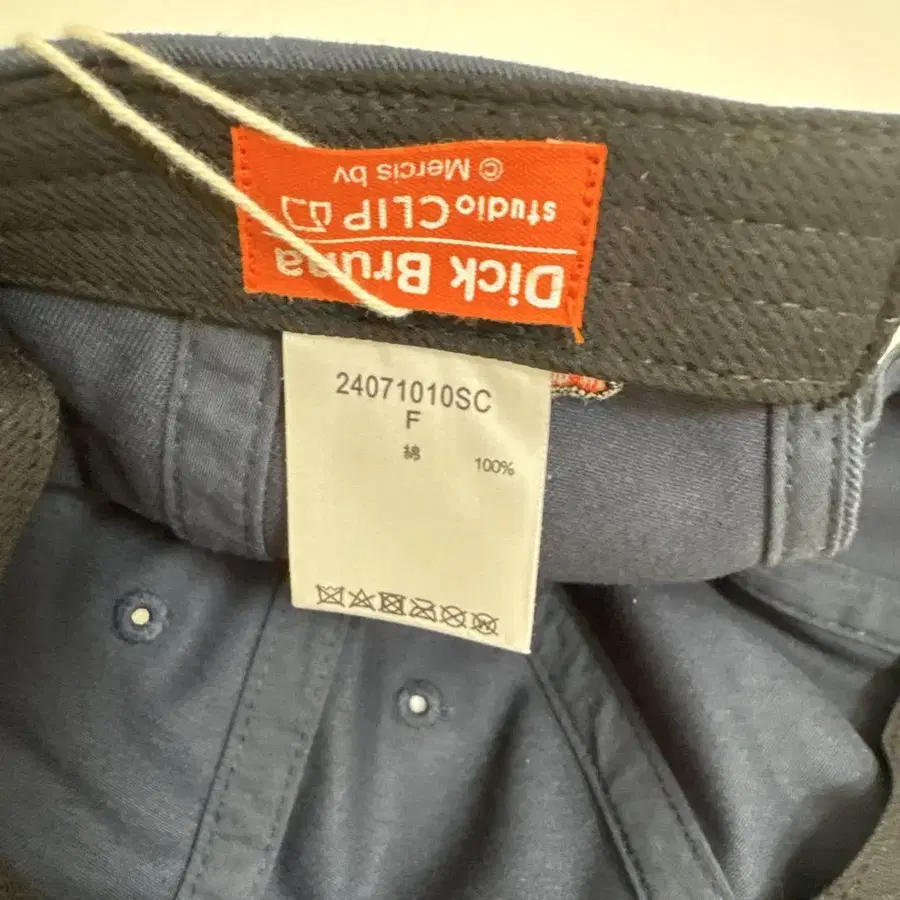 Dick Bruna
studio CLIP
© Mercis bv
24071010SC
F
綿 100%